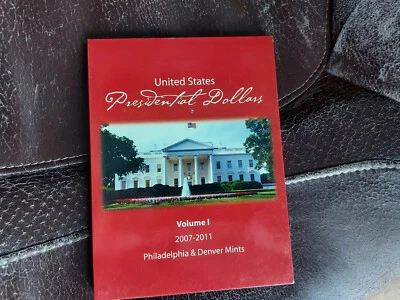 United States
Presidential Dollars
Volume I
2007-2011
Philadelphia & Denver Mints